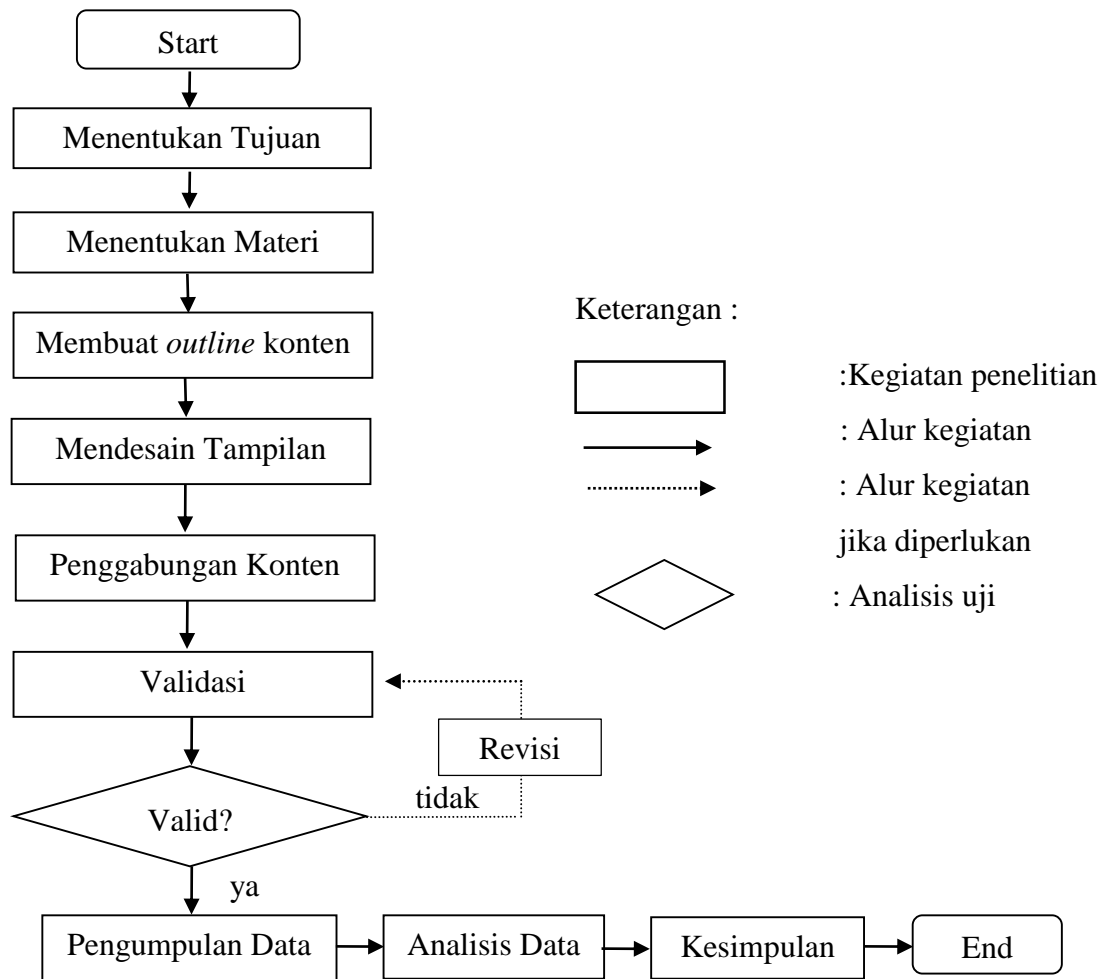 Start
Menentukan Tujuan
Menentukan Materi
Membuat outline konten
Mendesain Tampilan
Penggabungan Konten
Validasi
Revisi
Valid?
tidak
ya
Pengumpulan Data
Analisis Data
Kesimpulan
End
Keterangan :
:Kegiatan penelitian
: Alur kegiatan
: Alur kegiatan
jika diperlukan
: Analisis uji